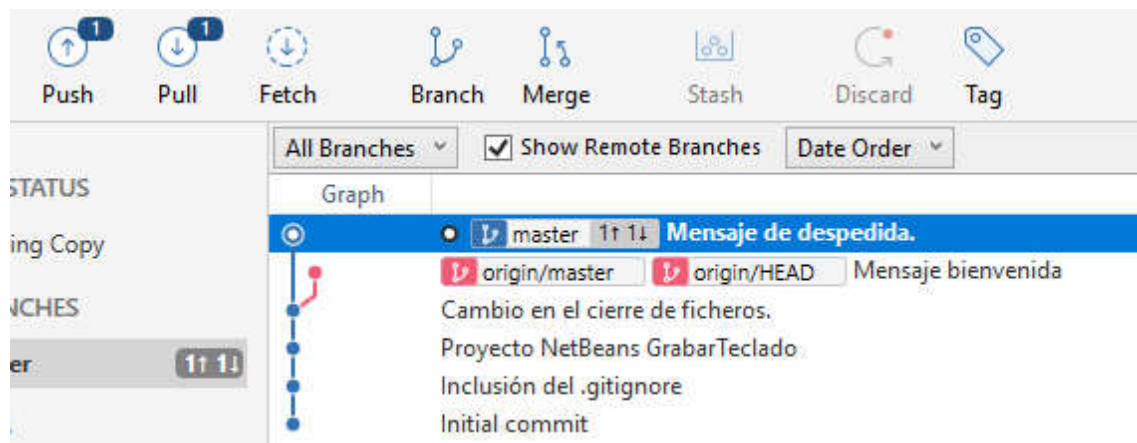 1 1
Push Pull Fetch Branch Merge Stash Discard Tag
All Branches Show Remote Branches Date Order
STATUS
Graph
master 1↑ 1↓ Mensaje de despedida.
ing Copy
origin/master origin/HEAD Mensaje bienvenida
NCHES
Cambio en el cierre de ficheros.
er 1↑ 1↓
Proyecto NetBeans GrabarTeclado
Inclusión del .gitignore
Initial commit